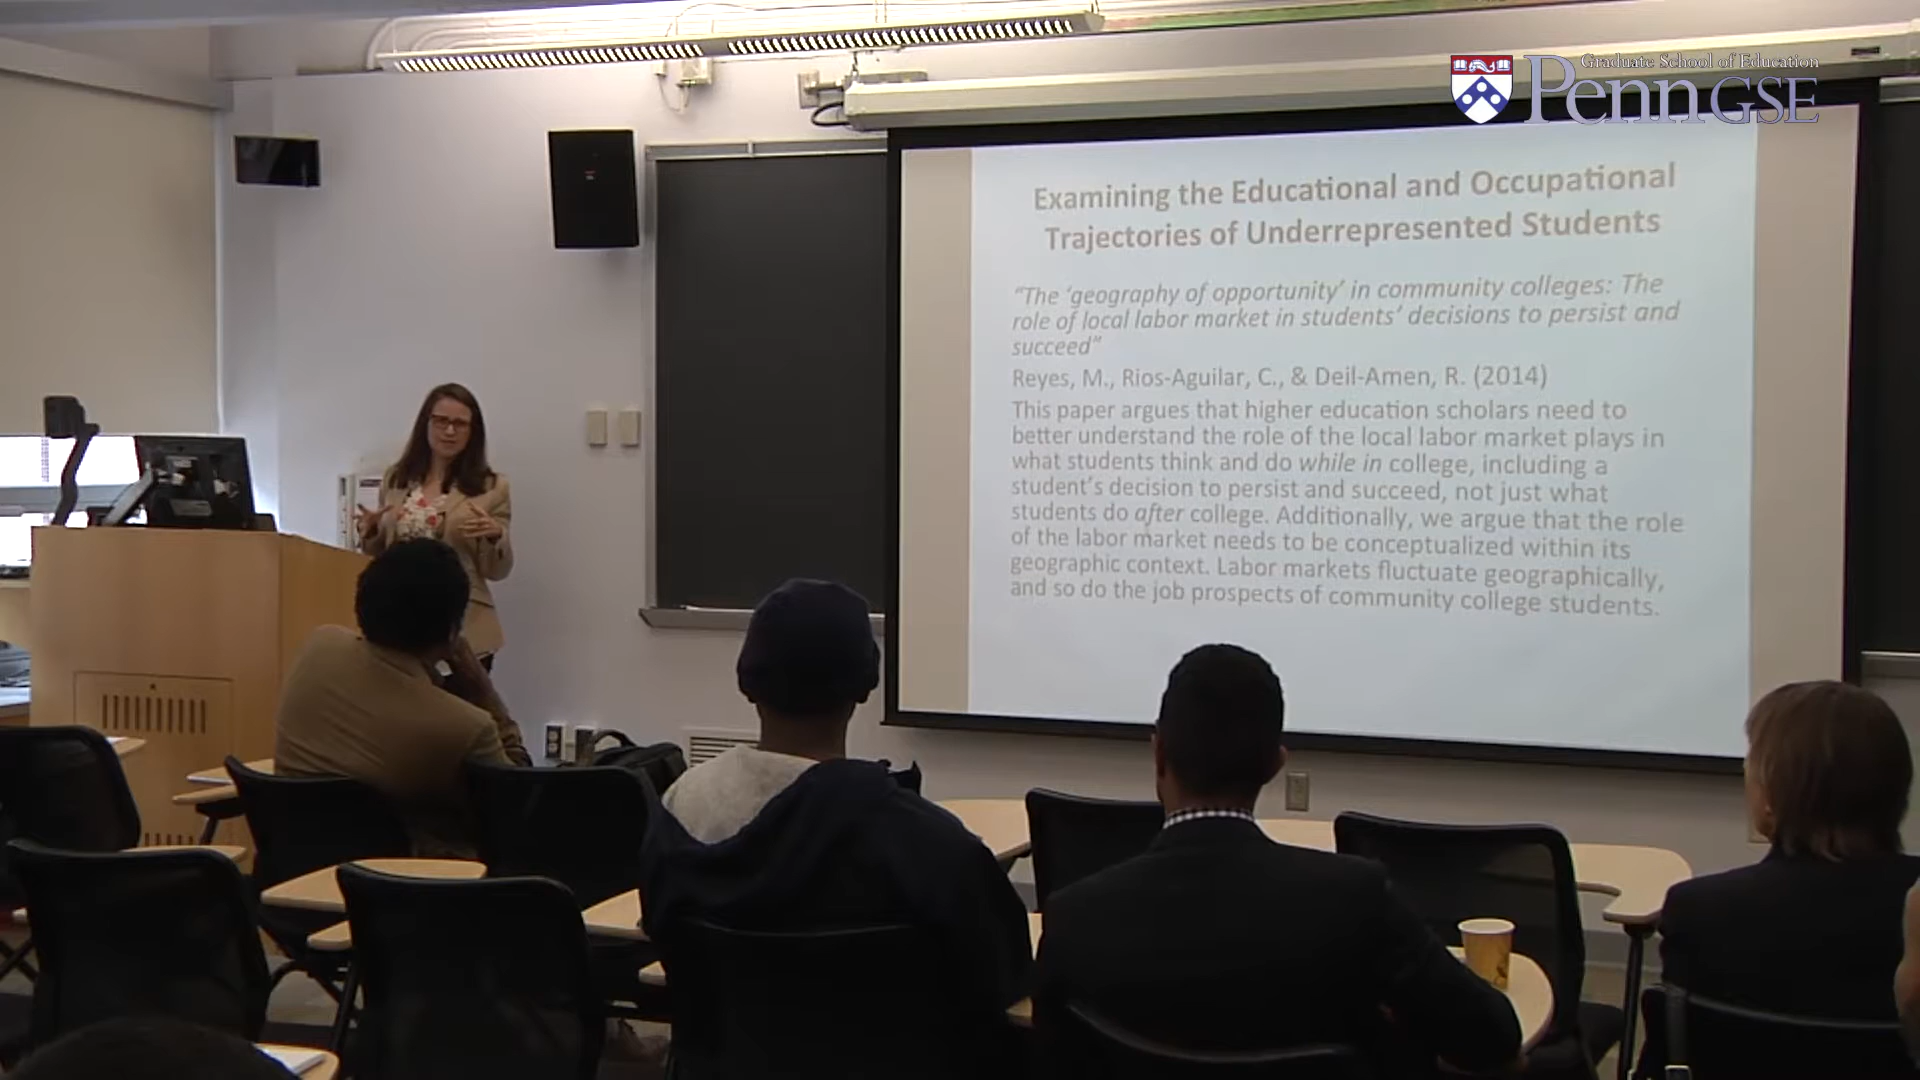 Graduate School of Education
Penn GSE
Examining the Educational and Occupational
Trajectories of Underrepresented Students
"The 'geography of opportunity' in community colleges: The
role of local labor market in students' decisions to persist and
succeed"
Reyes, M., Rios-Aguilar, C., & Deil-Amen, R. (2014)
This paper argues that higher education scholars need to
better understand the role of the local labor market plays in
what students think and do while in college, including a
student's decision to persist and succeed, not just what
students do after college. Additionally, we argue that the role
of the labor market needs to be conceptualized within its
geographic context. Labor markets fluctuate geographically,
and so do the job prospects of community college students.